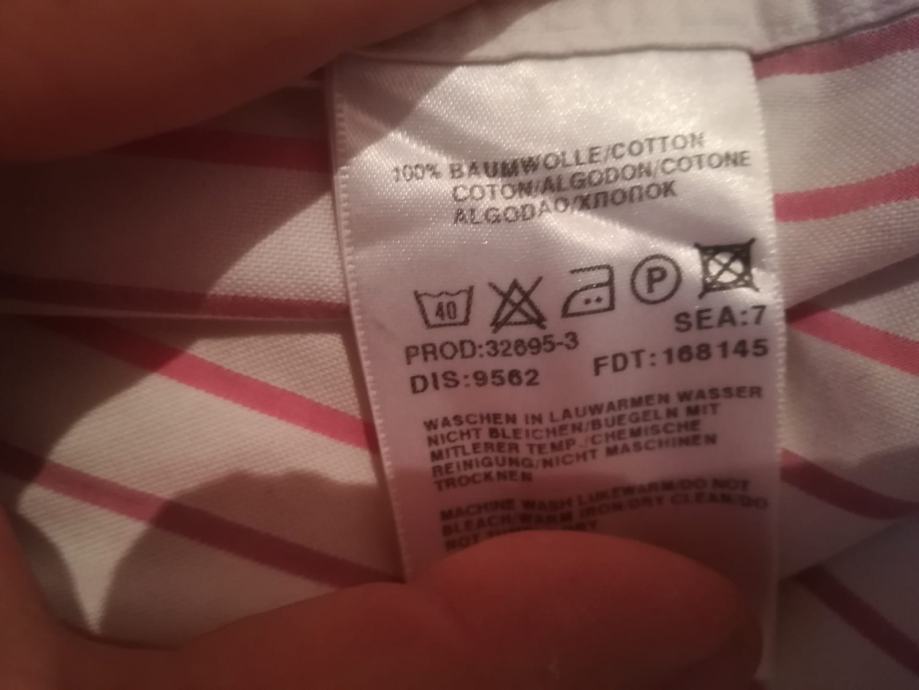 100% BAUMWOLLE/COTTON
COTON/ALGODON/COTONE
ALGODAO/ХЛОПОК
40 P
SEA:7
PROD:32695-3
FDT:168145
DIS:9562
WASCHEN IN LAUWARMEN WASSER
NICHT BLEICHEN/BUEGELN MIT
MITLERER TEMP./CHEMISCHE
REINIGUNG/NICHT MASCHINEN
TROCKNEN
MACHINE WASH LUKEWARM/DO NOT
BLEACH/WARM IRON/DRY CLEAN/DO
NOT